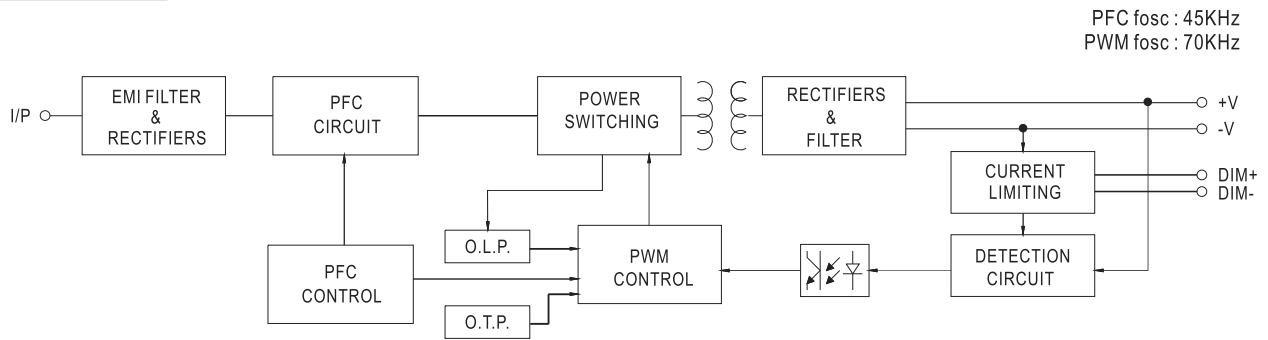 PFC fosc : 45KHz
PWM fosc : 70KHz
I/P
EMI FILTER
&
RECTIFIERS
PFC
CIRCUIT
POWER
SWITCHING
RECTIFIERS
&
FILTER
+V
-V
CURRENT
LIMITING
DIM+
DIM-
O.L.P.
PFC
CONTROL
PWM
CONTROL
DETECTION
CIRCUIT
O.T.P.